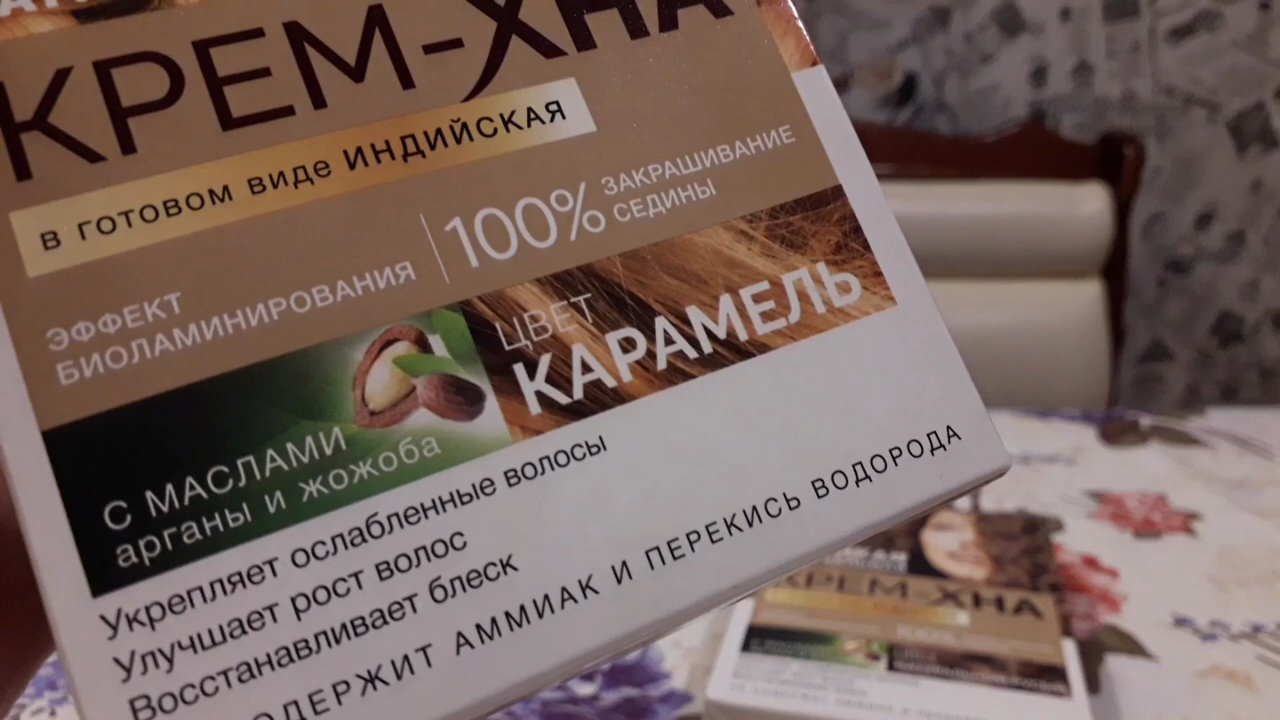 КРЕМ-ХНА
в готовом виде ИНДИЙСКАЯ
ЭФФЕКТ
БИОЛАМИНИРОВАНИЯ
100% ЗАКРАШИВАНИЕ
СЕДИНЫ
ЦВЕТ
КАРАМЕЛЬ
С МАСЛАМИ
арганы и жожоба
Укрепляет ослабленные волосы
Улучшает рост волос
Восстанавливает блеск
ОДЕРЖИТ АММИАК И ПЕРЕКИСЬ ВОДОРОДА
КРЕМ-ХНА